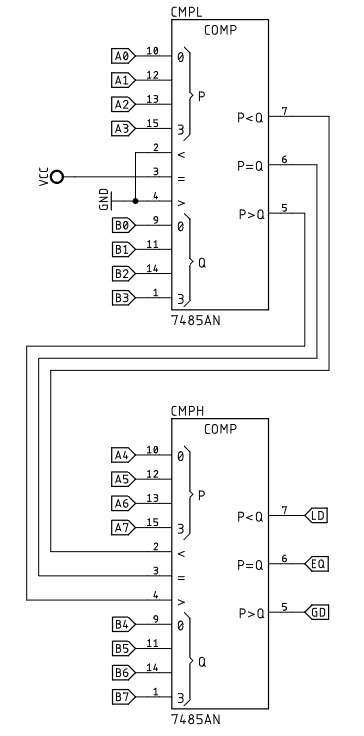 CMPL
COMP
A0 10 0
A1 12
A2 13 P
A3 15 3
P<Q 7
2 <
P=Q 6
VCC 3 =
GND 4 >
P>Q 5
B0 9 0
B1 11
B2 14 Q
B3 1 3
7485AN
CMPH
COMP
A4 10 0
A5 12
A6 13 P
A7 15 3
P<Q 7 LD
2 <
P=Q 6 EQ
3 =
4 >
P>Q 5 GD
B4 9 0
B5 11
B6 14 Q
B7 1 3
7485AN